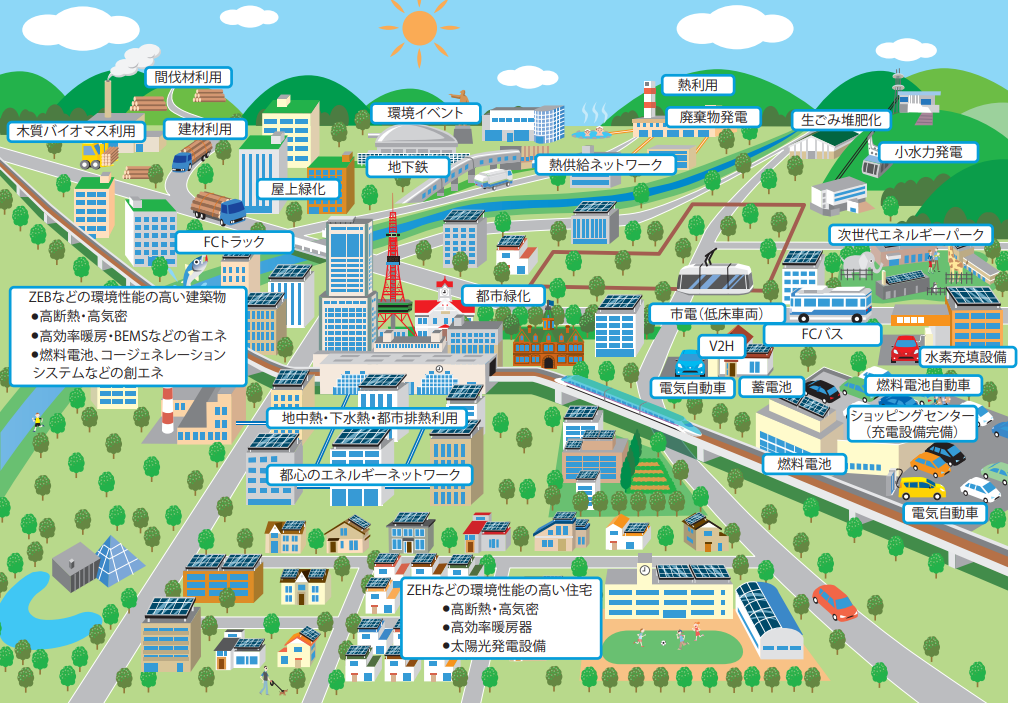 間伐材利用
熱利用
環境イベント
廃棄物発電
木質バイオマス利用
建材利用
生ごみ堆肥化
地下鉄
熱供給ネットワーク
小水力発電
屋上緑化
FCトラック
次世代エネルギーパーク
ZEBなどの環境性能の高い建築物
●高断熱・高気密
●高効率暖房・BEMSなどの省エネ
●燃料電池、コージェネレーション
システムなどの創エネ
都市緑化
市電（低床車両）
FCバス
V2H
水素充填設備
電気自動車
蓄電池
燃料電池自動車
ショッピングセンター
（充電設備完備）
地中熱・下水熱・都市排熱利用
燃料電池
都心のエネルギーネットワーク
電気自動車
ZEHなどの環境性能の高い住宅
●高断熱・高気密
●高効率暖房器
●太陽光発電設備